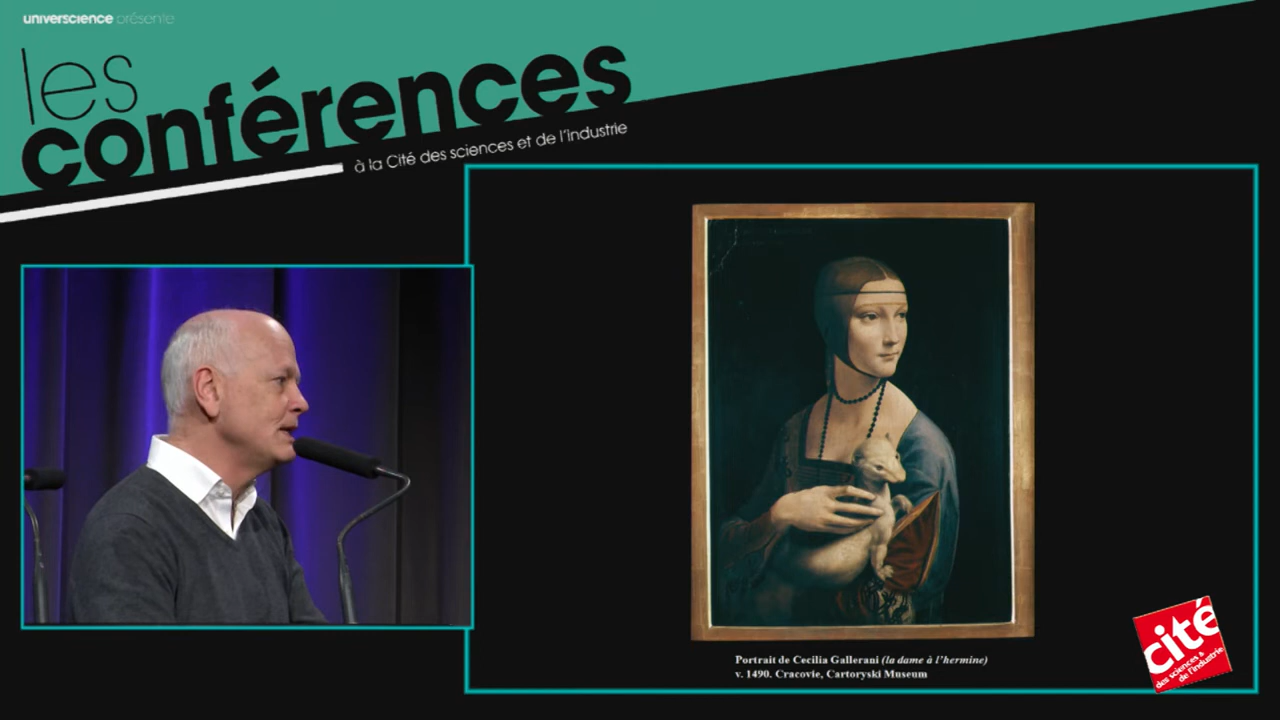 universcience présente
les
conférences
à la Cité des sciences et de l'industrie
Portrait de Cecilia Gallerani (la dame à l'hermine)
v. 1490. Cracovie, Cartoryski Museum
cité
des sciences &
de l'industrie